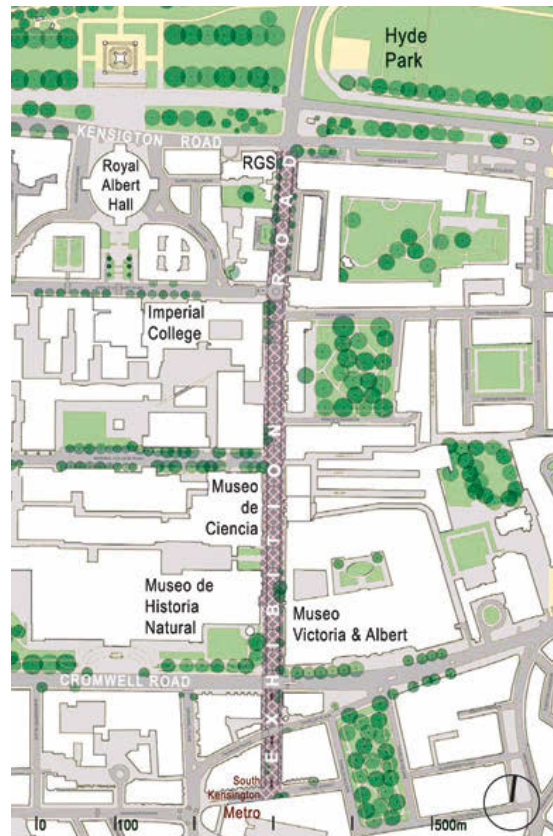 Hyde
Park
KENSIGTON ROAD
RGS
Royal
Albert
Hall
Imperial
College
EXHIBITION ROAD
Museo
de
Ciencia
Museo de
Historia
Natural
Museo
Victoria & Albert
CROMWELL ROAD
South
Kensington
Metro
0 100 500m